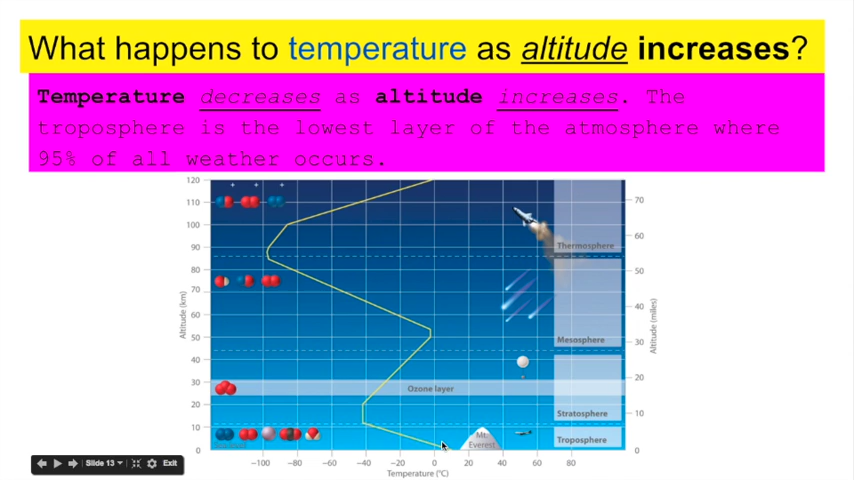 What happens to temperature as altitude increases?
Temperature decreases as altitude increases. The
troposphere is the lowest layer of the atmosphere where
95% of all weather occurs.
120
110
100
90
80
70
60
50
40
30
20
10
0
Altitude (km)
70
60
50
40
30
20
10
0
Altitude (miles)
Thermosphere
Mesosphere
Ozone layer
Stratosphere
Troposphere
Mt.
Everest
−100 −80 −60 −40 −20 0 20 40 60 80
Temperature (°C)
Slide 13 Exit